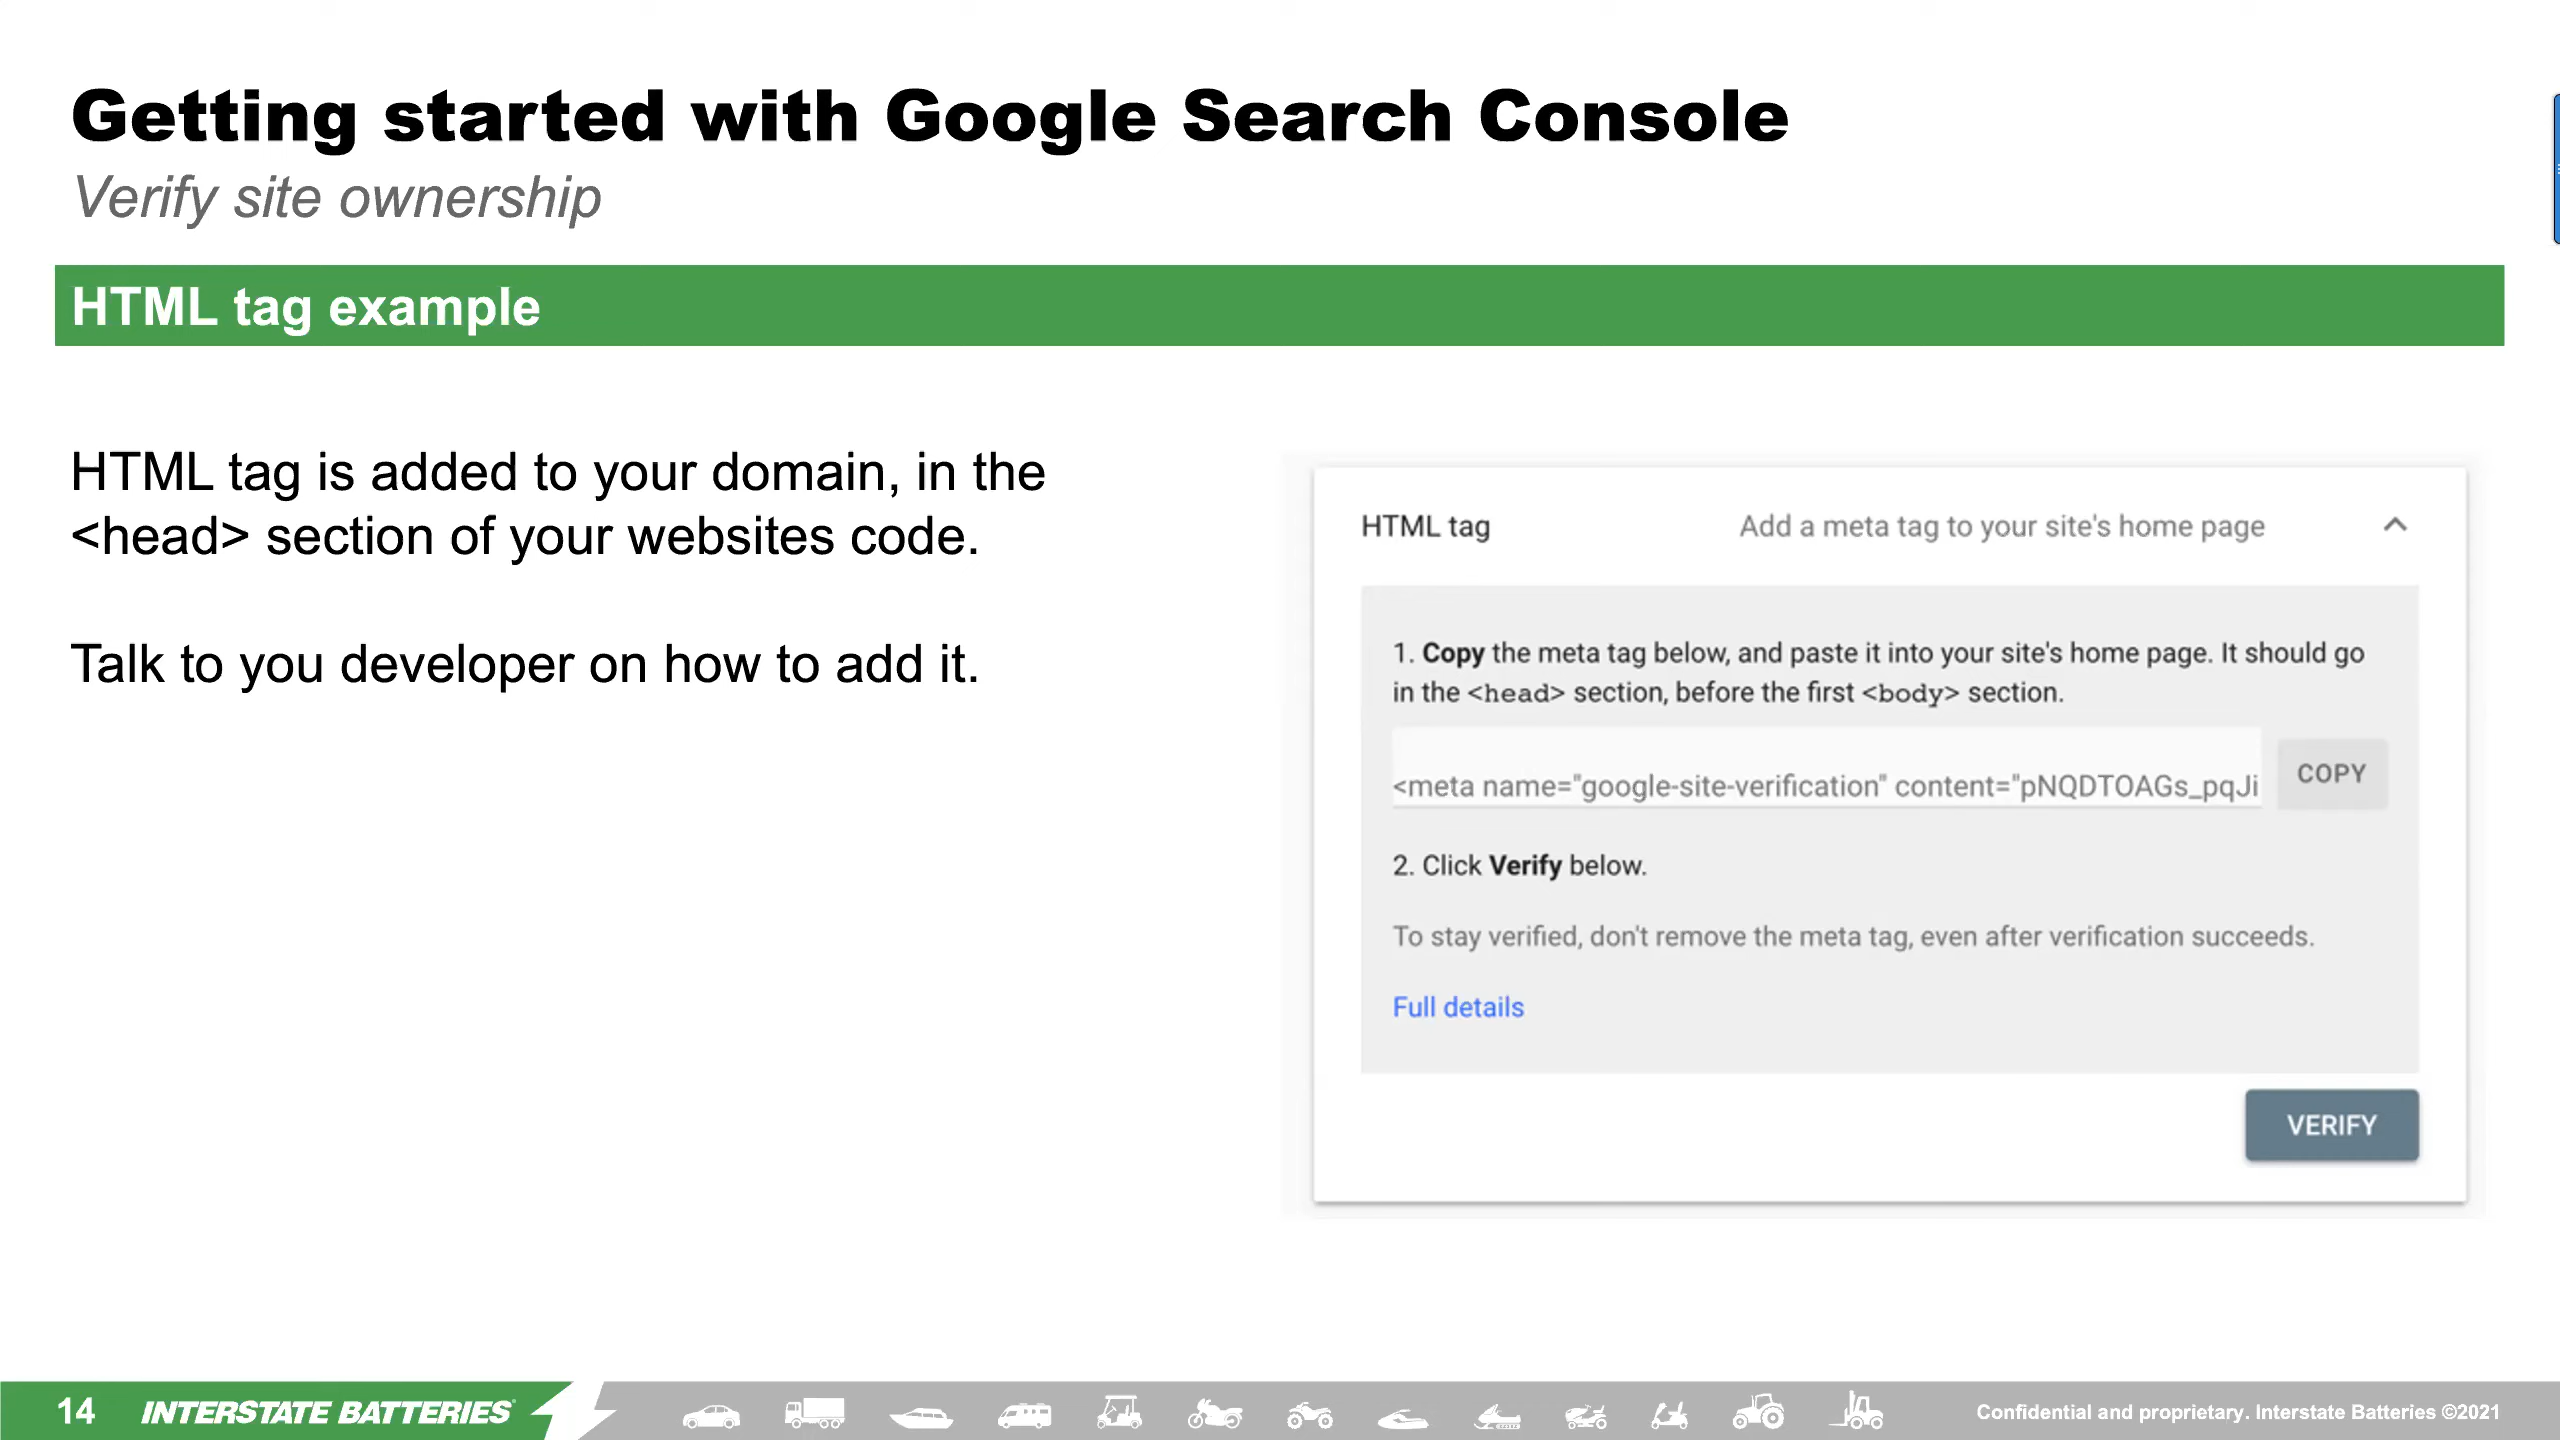 Getting started with Google Search Console
Verify site ownership
HTML tag example
HTML tag is added to your domain, in the
<head> section of your websites code.
Talk to you developer on how to add it.
HTML tag
Add a meta tag to your site's home page
1. Copy the meta tag below, and paste it into your site's home page. It should go
in the <head> section, before the first <body> section.
<meta name="google-site-verification" content="pNQDTOAGs_pqJi
COPY
2. Click Verify below.
To stay verified, don't remove the meta tag, even after verification succeeds.
Full details
VERIFY
14
INTERSTATE BATTERIES
Confidential and proprietary. Interstate Batteries ©2021